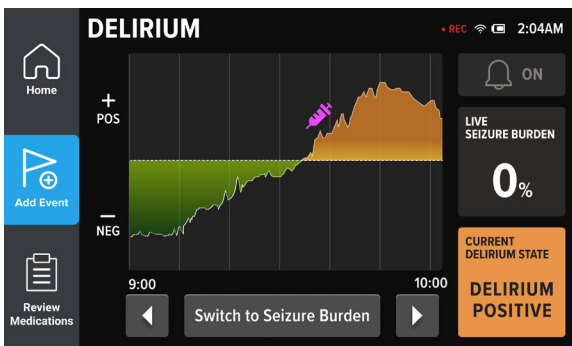 DELIRIUM
• REC
2:04AM
Home
Add Event
Review
Medications
+
POS
–
NEG
9:00
10:00
Switch to Seizure Burden
ON
LIVE
SEIZURE BURDEN
0%
CURRENT
DELIRIUM STATE
DELIRIUM
POSITIVE